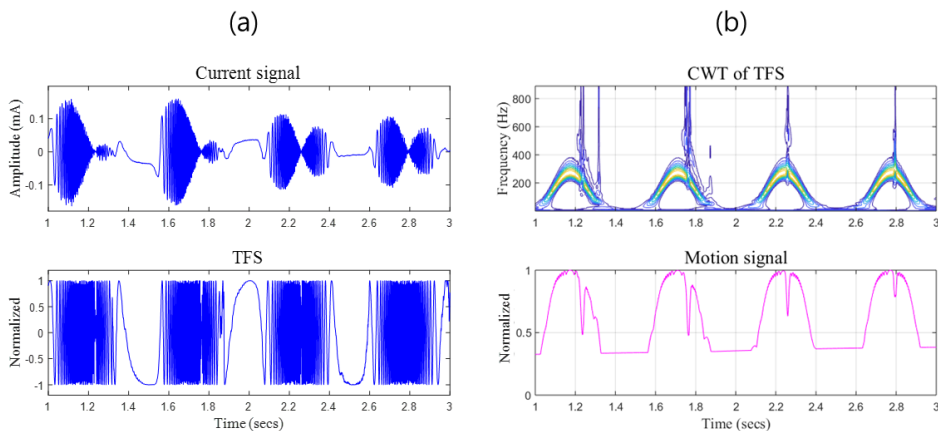 (a)
Current signal
Amplitude (mA)
0.1
0
-0.1
1 1.2 1.4 1.6 1.8 2 2.2 2.4 2.6 2.8 3
TFS
Normalized
1
0.5
0
-0.5
-1
1 1.2 1.4 1.6 1.8 2 2.2 2.4 2.6 2.8 3
Time (secs)
(b)
CWT of TFS
Frequency (Hz)
800
600
400
200
1 1.2 1.4 1.6 1.8 2 2.2 2.4 2.6 2.8 3
Motion signal
Normalized
1
0.5
0
1 1.2 1.4 1.6 1.8 2 2.2 2.4 2.6 2.8 3
Time (secs)